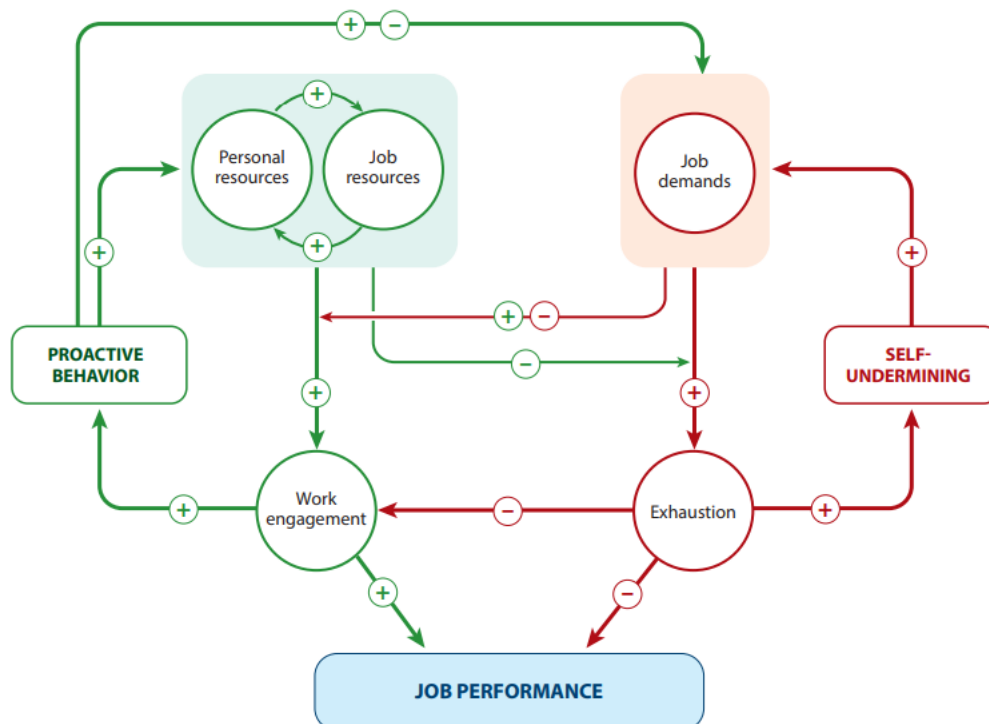 + −
+
Personal
resources
Job
resources
+
Job
demands
+
+
+ −
−
PROACTIVE
BEHAVIOR
SELF-
UNDERMINING
+
+
Work
engagement
Exhaustion
+
−
+
+
−
JOB PERFORMANCE